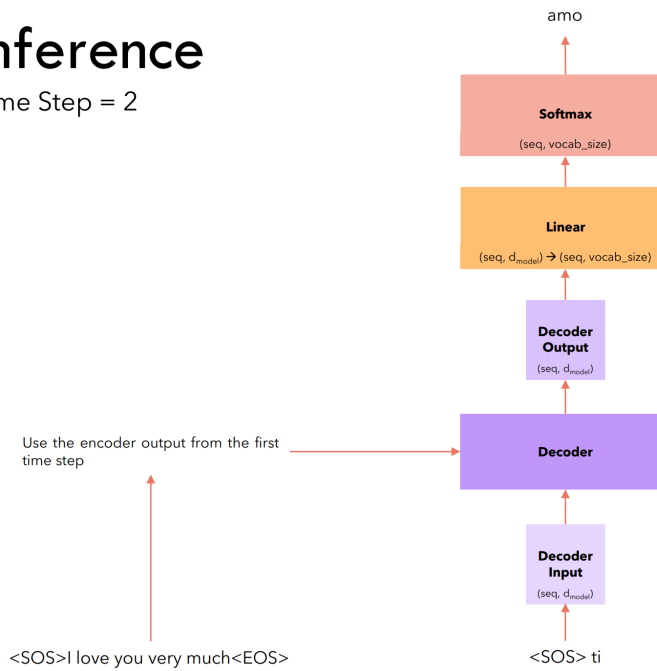 nference
me Step = 2
amo
Softmax
(seq, vocab_size)
Linear
(seq, dmodel) → (seq, vocab_size)
Decoder
Output
(seq, dmodel)
Use the encoder output from the first
time step
Decoder
Decoder
Input
(seq, dmodel)
<SOS>I love you very much<EOS>
<SOS> ti